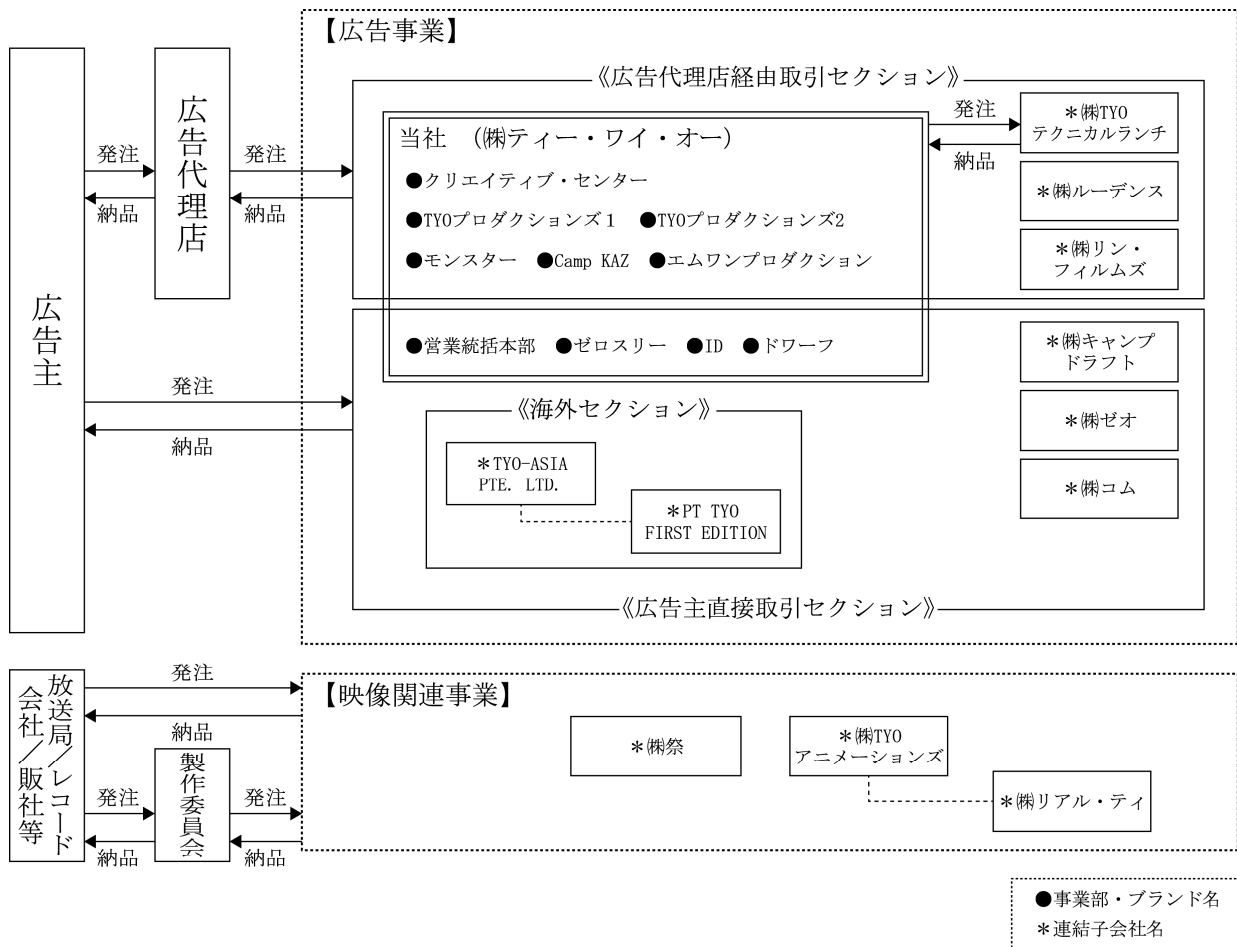 【広告事業】
《広告代理店経由取引セクション》
広告主
発注
納品
広告代理店
発注
納品
当社 (㈱ティー・ワイ・オー)
●クリエイティブ・センター
●TYOプロダクションズ1 ●TYOプロダクションズ2
●モンスター ●Camp KAZ ●エムワンプロダクション
発注
納品
*㈱TYO
テクニカルランチ
*㈱ルーデンス
*㈱リン・
フィルムズ
発注
納品
●営業統括本部 ●ゼロスリー ●ID ●ドワーフ
*㈱キャンプ
ドラフト
*㈱ゼオ
*㈱コム
《海外セクション》
*TYO-ASIA
PTE. LTD.
*PT TYO
FIRST EDITION
《広告主直接取引セクション》
放送局/レコード
会社/販社等
発注
納品
発注
納品
製作委員会
発注
納品
【映像関連事業】
*㈱祭
*㈱TYO
アニメーションズ
*㈱リアル・ティ
●事業部・ブランド名
*連結子会社名